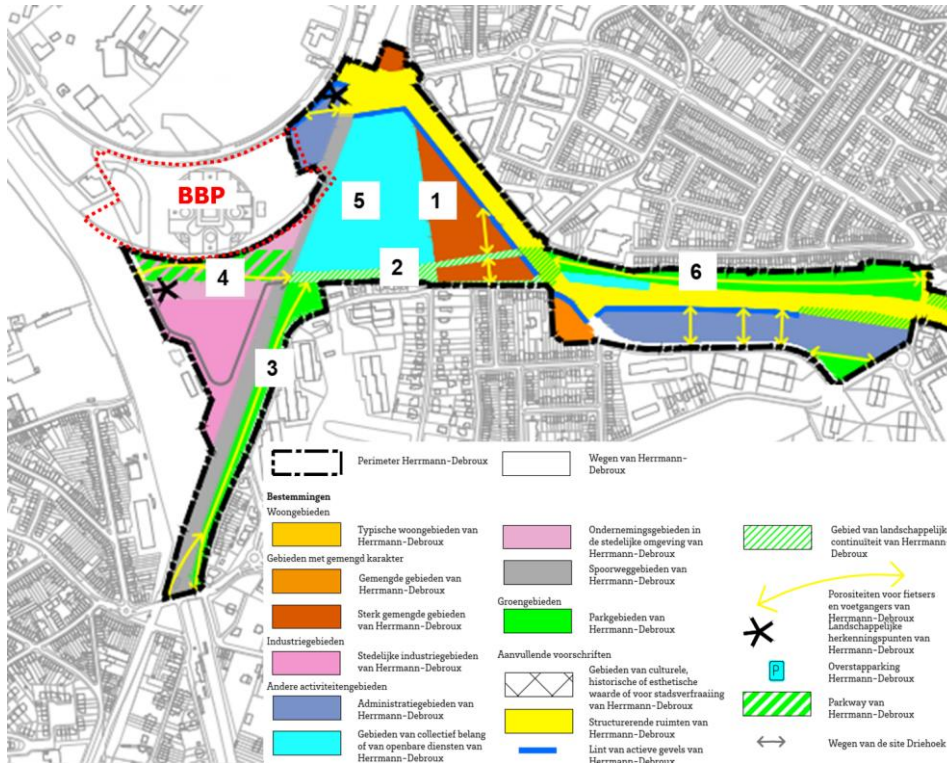 BBP
5
1
2
4
6
3
Perimeter Herrmann-Debroux
Wegen van Herrmann-
Debroux
Bestemmingen
Woongebieden
Typische woongebieden van
Herrmann-Debroux
Gebieden met gemengd karakter
Gemengde gebieden van
Herrmann-Debroux
Sterk gemengde gebieden
van Herrmann-Debroux
Industriegebieden
Stedelijke industriegebieden
van Herrmann-Debroux
Andere activiteitengebieden
Administratiegebieden van
Herrmann-Debroux
Gebieden van collectief belang
of van openbare diensten van
Herrmann-Debroux
Ondernemingsgebieden in
de stedelijke omgeving van
Herrmann-Debroux
Spoorweggebieden van
Herrmann-Debroux
Groengebieden
Parkgebieden van
Herrmann-Debroux
Aanvullende voorschriften
Gebieden van culturele,
historische of esthetische
waarde of voor stadsverfraaiing
van Herrmann-Debroux
Structurerende ruimten van
Herrmann-Debroux
Lint van actieve gevels van
Herrmann-Debroux
Gebied van landschappelijk
continuïteit van Herrmann-
Debroux
Porositeiten voor fietsers
en voetgangers van
Herrmann-Debroux
Landschappelijke
herkenningspunten van
Herrmann-Debroux
P
Overstapparking
Herrmann-Debroux
Parkway van
Herrmann-Debroux
Wegen van de site Driehoek